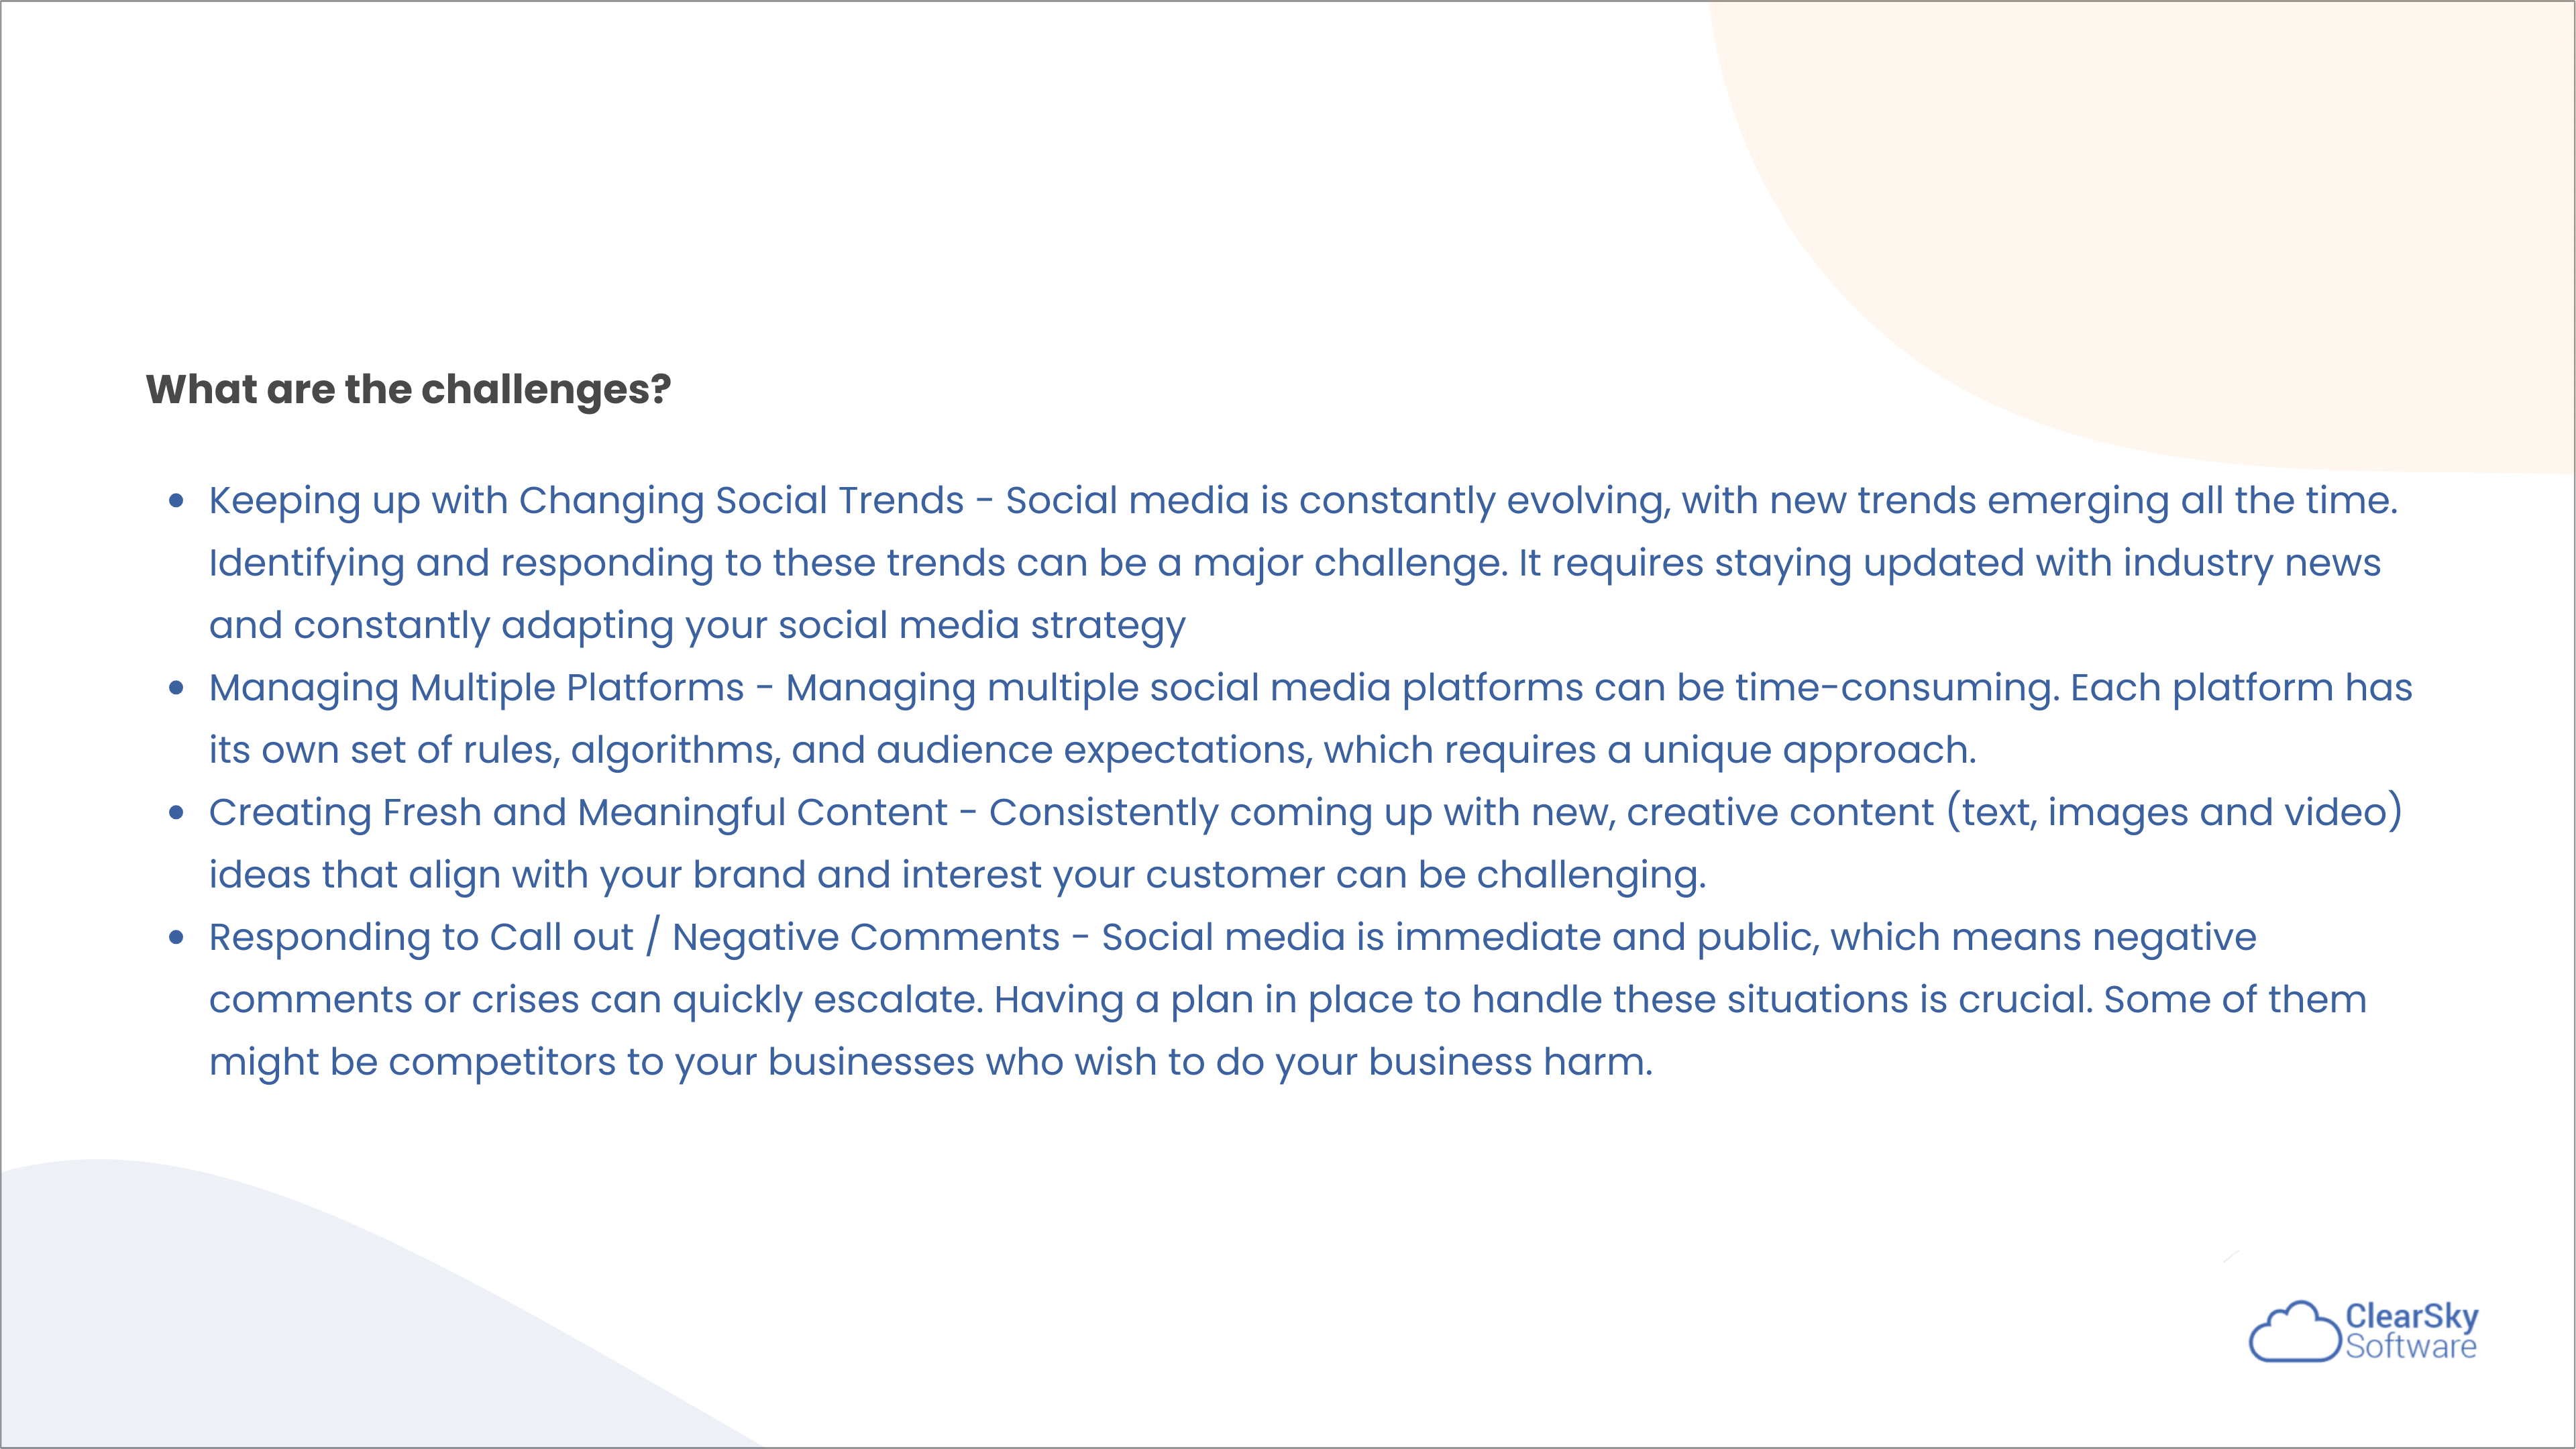 What are the challenges?
• Keeping up with Changing Social Trends - Social media is constantly evolving, with new trends emerging all the time.
Identifying and responding to these trends can be a major challenge. It requires staying updated with industry news
and constantly adapting your social media strategy
• Managing Multiple Platforms - Managing multiple social media platforms can be time-consuming. Each platform has
its own set of rules, algorithms, and audience expectations, which requires a unique approach.
• Creating Fresh and Meaningful Content - Consistently coming up with new, creative content (text, images and video)
ideas that align with your brand and interest your customer can be challenging.
• Responding to Call out / Negative Comments - Social media is immediate and public, which means negative
comments or crises can quickly escalate. Having a plan in place to handle these situations is crucial. Some of them
might be competitors to your businesses who wish to do your business harm.
ClearSky
Software